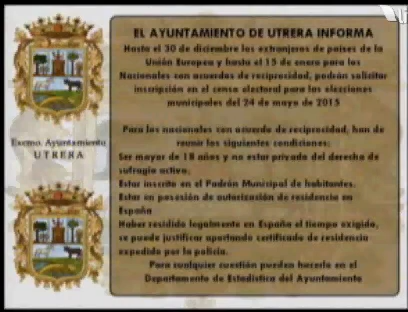 EL AYUNTAMIENTO DE UTRERA INFORMA
Hasta el 30 de diciembre los extranjeros de países de la
Unión Europea y hasta el 15 de enero para los
Nacionales con acuerdos de reciprocidad, podrán solicitar
inscripción en el censo electoral para las elecciones
municipales del 24 de mayo de 2015
Para los nacionales con acuerdo de reciprocidad, han de
reunir los siguientes condiciones:
Ser mayor de 18 años y no estar privado del derecho de
sufragio activo.
Estar inscrito en el Padrón Municipal de habitantes.
Estar en posesión de autorización de residencia en
España
Haber residido legalmente en España el tiempo exigido,
se puede justificar aportando certificado de residencia
expedido por la policía.
Para cualquier cuestión pueden hacerlo en el
Departamento de Estadística del Ayuntamiento
Excmo. Ayuntamiento
UTRERA